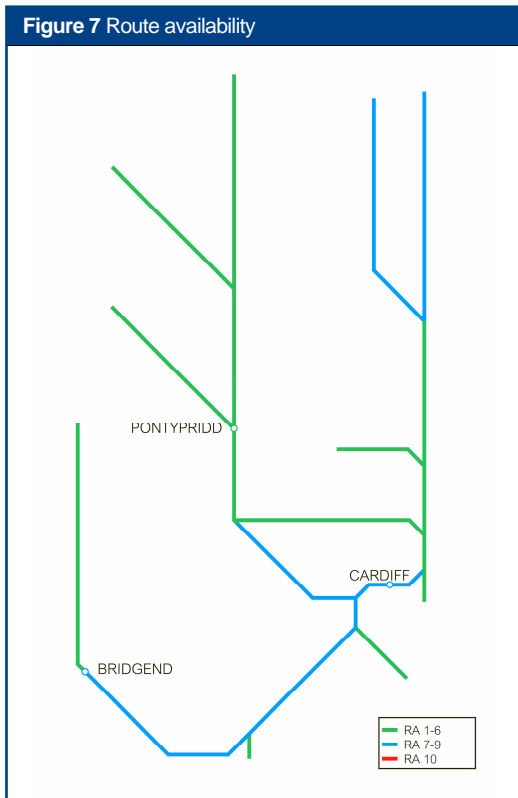 Figure 7 Route availability
PONTYPRIDD
CARDIFF
BRIDGEND
RA 1-6
RA 7-9
RA 10